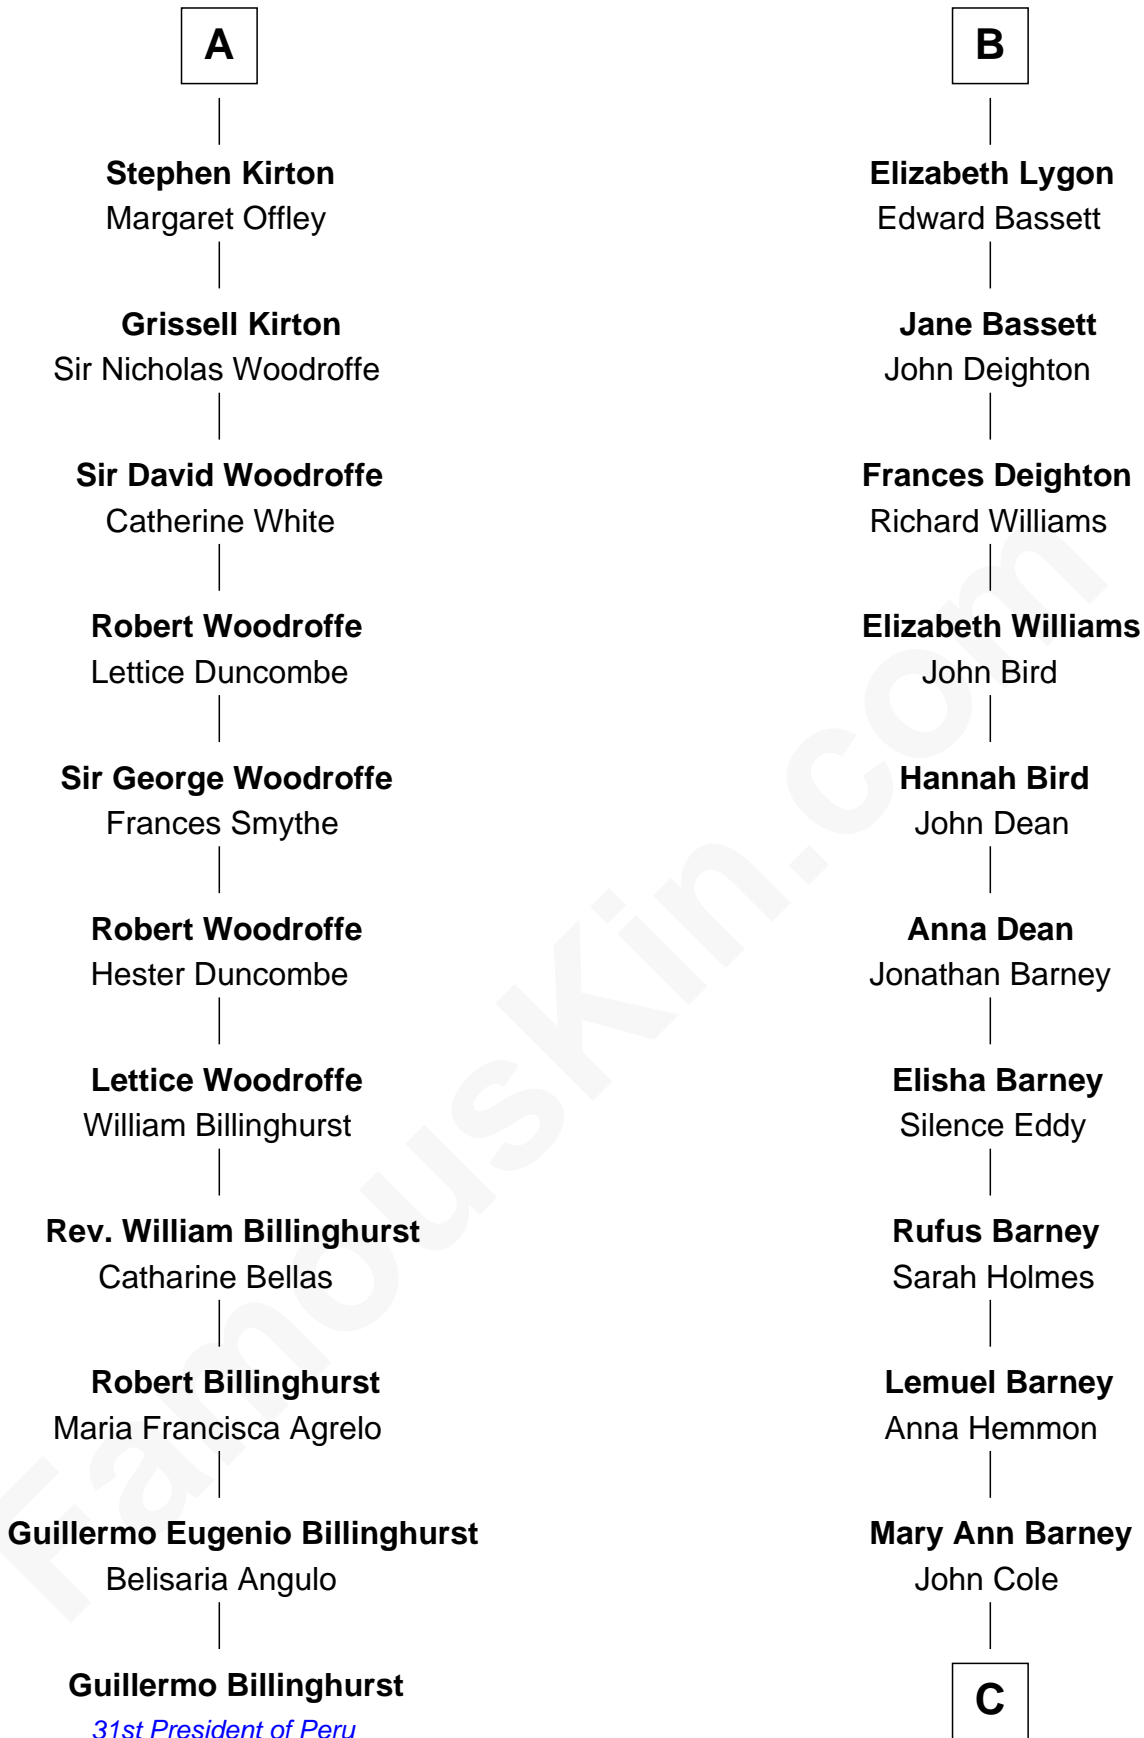 A
Stephen Kirton
Margaret Offley
Grissell Kirton
Sir Nicholas Woodroffe
Sir David Woodroffe
Catherine White
Robert Woodroffe
Lettice Duncombe
Sir George Woodroffe
Frances Smythe
Robert Woodroffe
Hester Duncombe
Lettice Woodroffe
William Billinghurst
Rev. William Billinghurst
Catharine Bellas
Robert Billinghurst
Maria Francisca Agrelo
Guillermo Eugenio Billinghurst
Belisaria Angulo
Guillermo Billinghurst
31st President of Peru
B
Elizabeth Lygon
Edward Bassett
Jane Bassett
John Deighton
Frances Deighton
Richard Williams
Elizabeth Williams
John Bird
Hannah Bird
John Dean
Anna Dean
Jonathan Barney
Elisha Barney
Silence Eddy
Rufus Barney
Sarah Holmes
Lemuel Barney
Anna Hemmon
Mary Ann Barney
John Cole
C
FamousKin.com